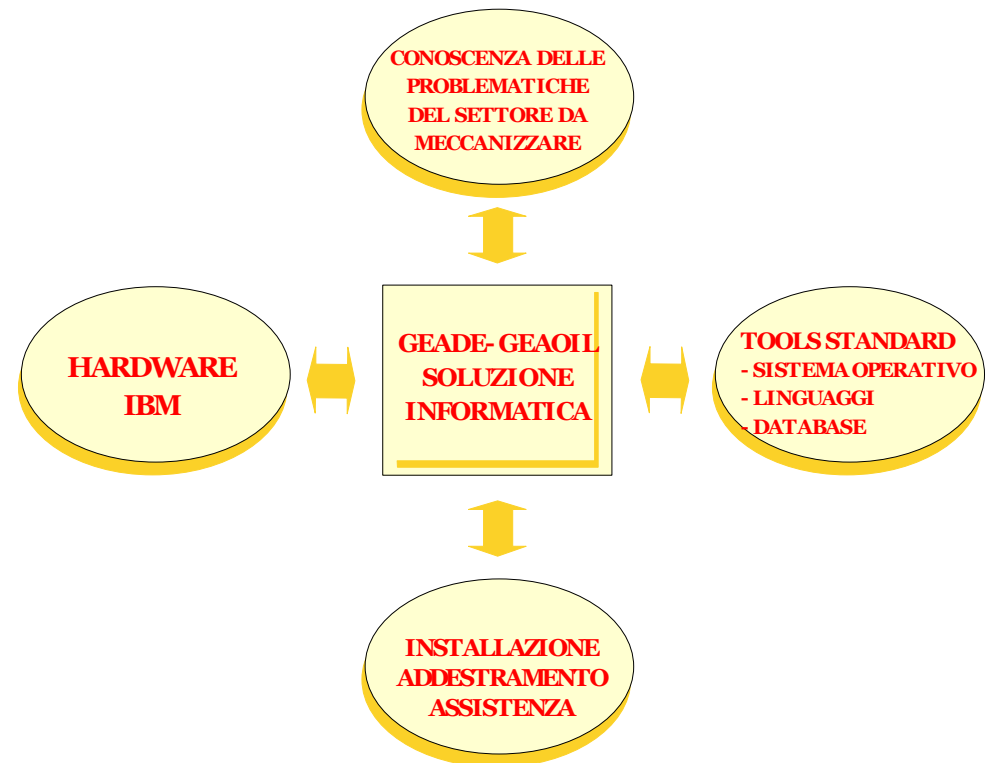 CONOSCENZA DELLE
PROBLEMATICHE
DEL SETTORE DA
MECCANIZZARE
HARDWARE
IBM
GEADE- GEAOIL
SOLUZIONE
INFORMATICA
TOOLS STANDARD
- SISTEMA OPERATIVO
- LINGUAGGI
- DATABASE
INSTALLAZIONE
ADDESTRAMENTO
ASSISTENZA